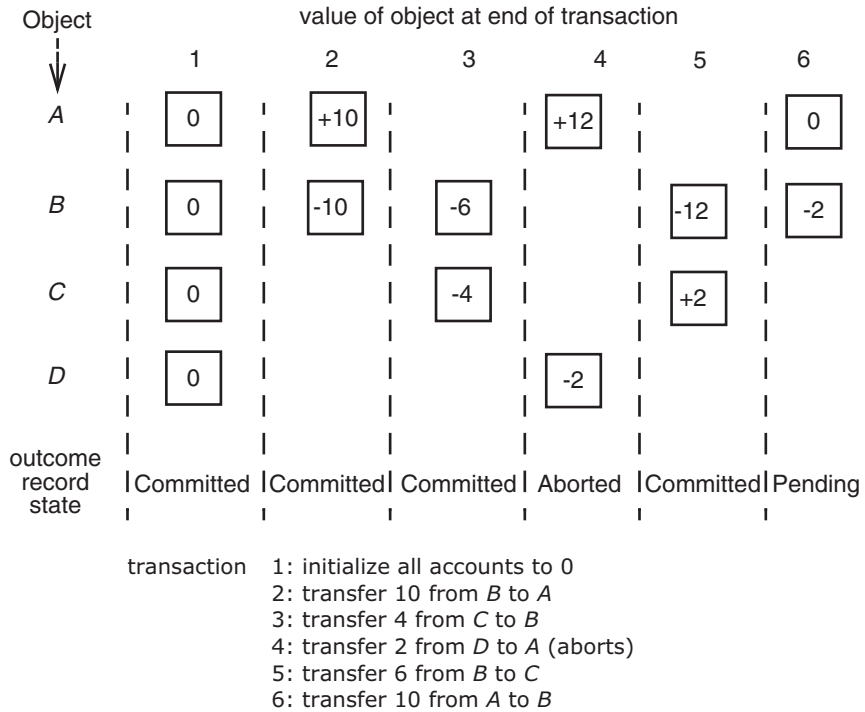 Object value of object at end of transaction
1 2 3 4 5 6
A 0 +10 +12 0
B 0 -10 -6 -12 -2
C 0 -4 +2
D 0 -2
outcome
record
state
Committed Committed Committed Aborted Committed Pending
transaction 1: initialize all accounts to 0
2: transfer 10 from B to A
3: transfer 4 from C to B
4: transfer 2 from D to A (aborts)
5: transfer 6 from B to C
6: transfer 10 from A to B